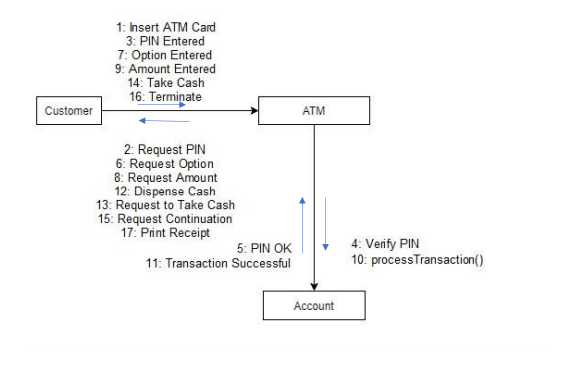 1: Insert ATM Card
3: PIN Entered
7: Option Entered
9: Amount Entered
14: Take Cash
16: Terminate
Customer
ATM
2: Request PIN
6: Request Option
8: Request Amount
12: Dispense Cash
13: Request to Take Cash
15: Request Continuation
17: Print Receipt
5: PIN OK
11: Transaction Successful
4: Verify PIN
10: processTransaction()
Account